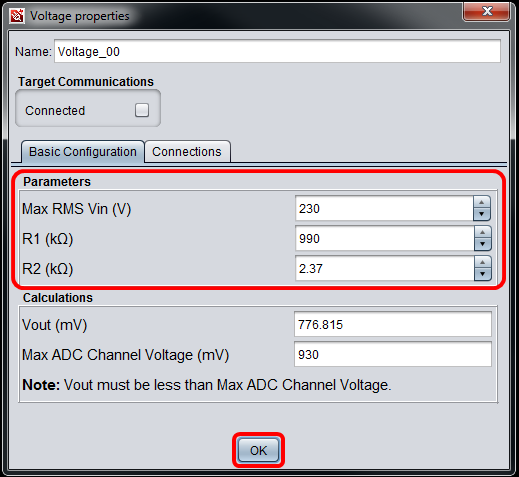 Voltage properties
Name: Voltage_00
Target Communications
Connected
Basic Configuration Connections
Parameters
Max RMS Vin (V) 230
R1 (kΩ) 990
R2 (kΩ) 2.37
Calculations
Vout (mV) 776.815
Max ADC Channel Voltage (mV) 930
Note: Vout must be less than Max ADC Channel Voltage.
OK